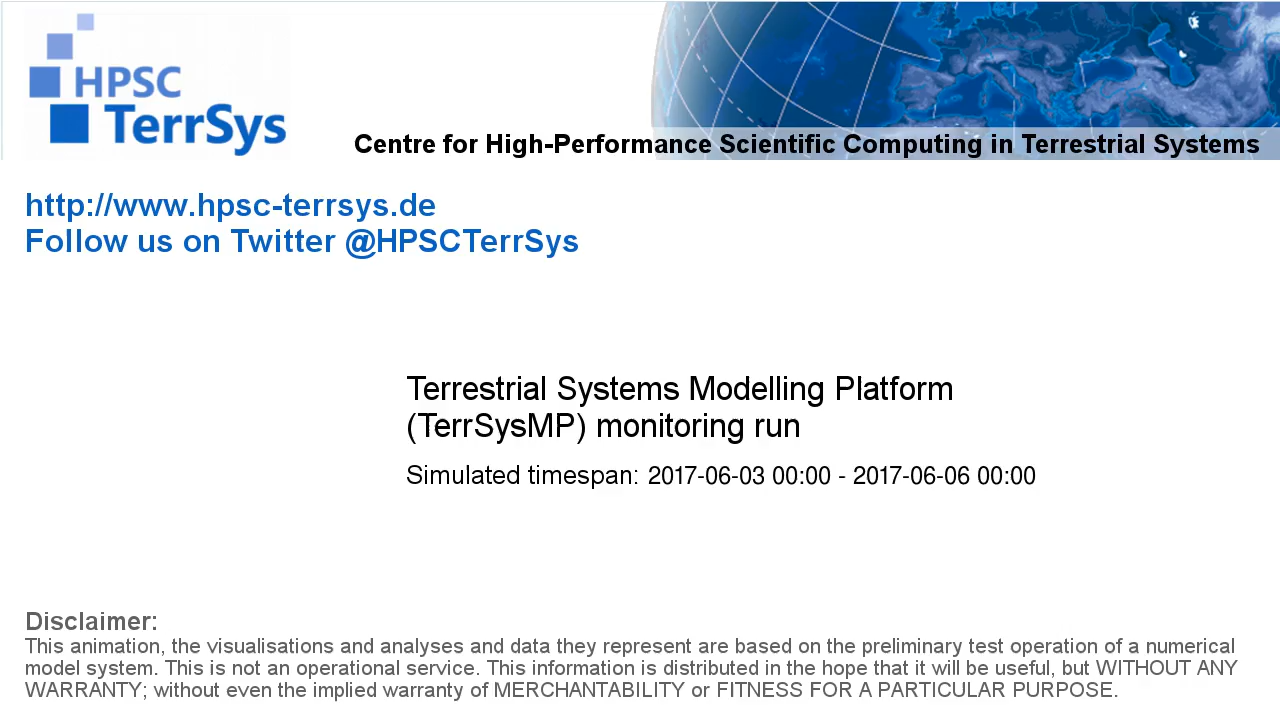 HPSC
TerrSys
Centre for High-Performance Scientific Computing in Terrestrial Systems
http://www.hpsc-terrsys.de
Follow us on Twitter @HPSCTerrSys
Terrestrial Systems Modelling Platform
(TerrSysMP) monitoring run
Simulated timespan: 2017-06-03 00:00 - 2017-06-06 00:00
Disclaimer:
This animation, the visualisations and analyses and data they represent are based on the preliminary test operation of a numerical
model system. This is not an operational service. This information is distributed in the hope that it will be useful, but WITHOUT ANY
WARRANTY; without even the implied warranty of MERCHANTABILITY or FITNESS FOR A PARTICULAR PURPOSE.